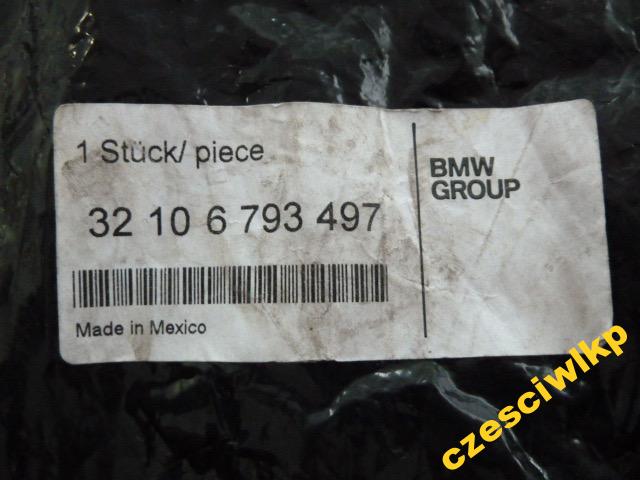 1 Stück/ piece
32 10 6 793 497
Made in Mexico
BMW
GROUP
czesciwlkp